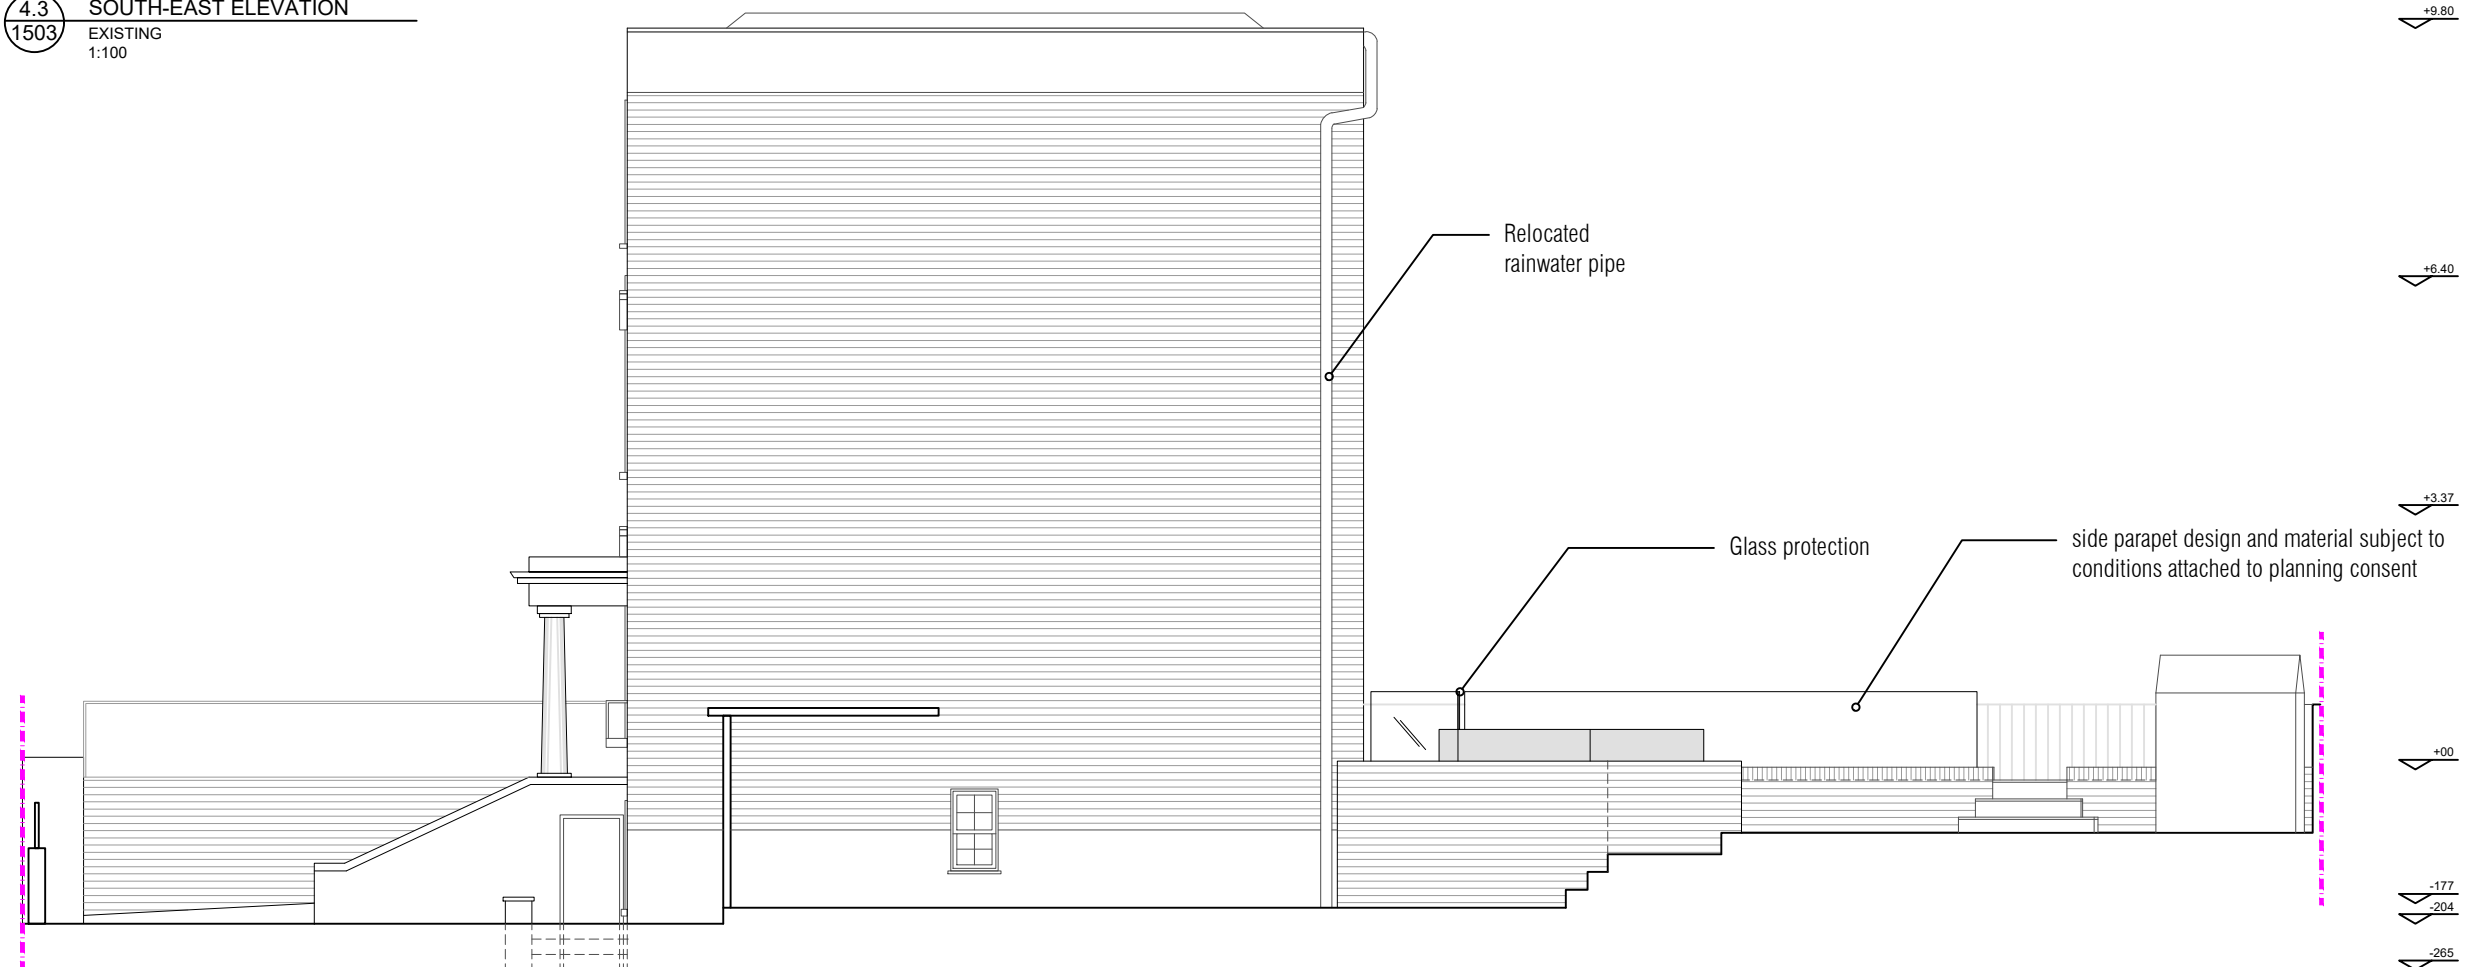 4.3
SOUTH-EAST ELEVATION
1503
EXISTING
1:100
+9.80
Relocated
rainwater pipe
+6.40
+3.37
Glass protection
side parapet design and material subject to
conditions attached to planning consent
+00
-177
-204
-265